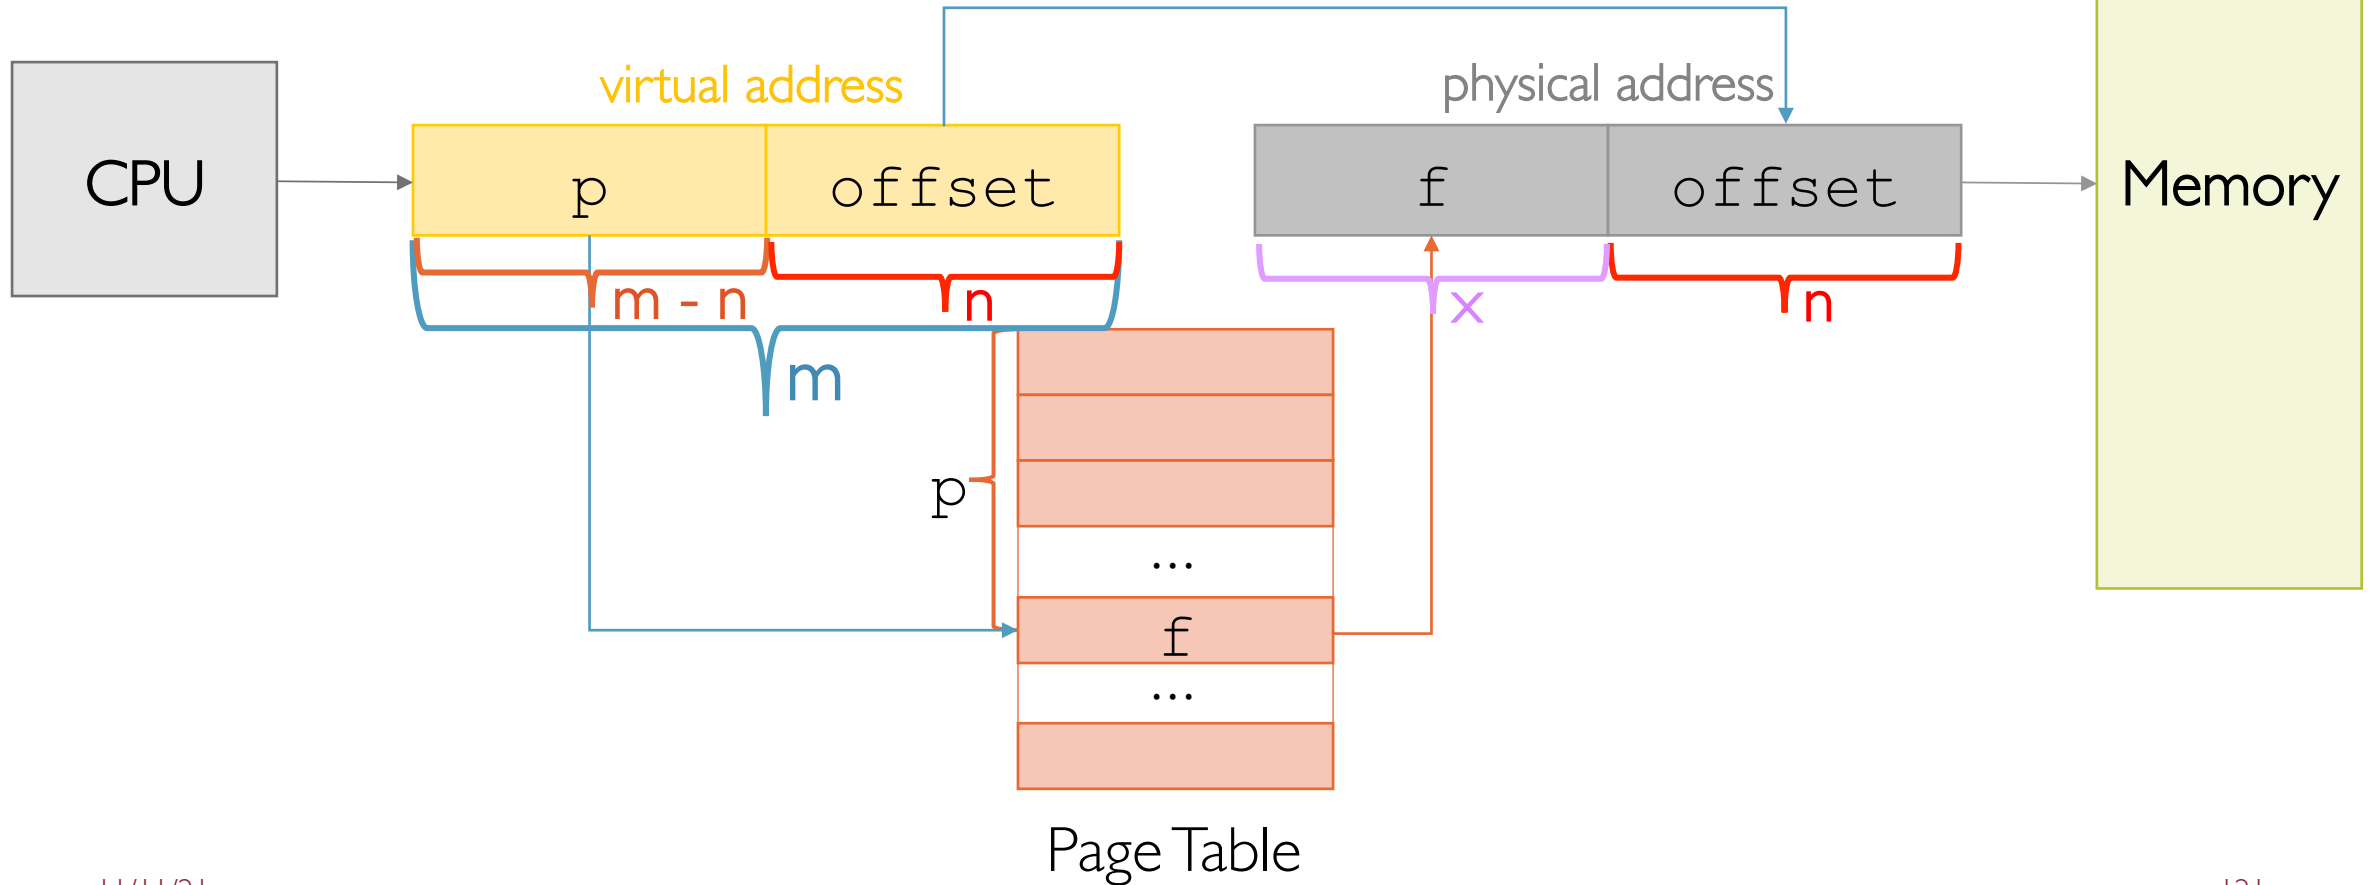 virtual address
physical address
CPU
p
offset
f
offset
Memory
m - n
n
x
n
m
p
...
f
...
Page Table